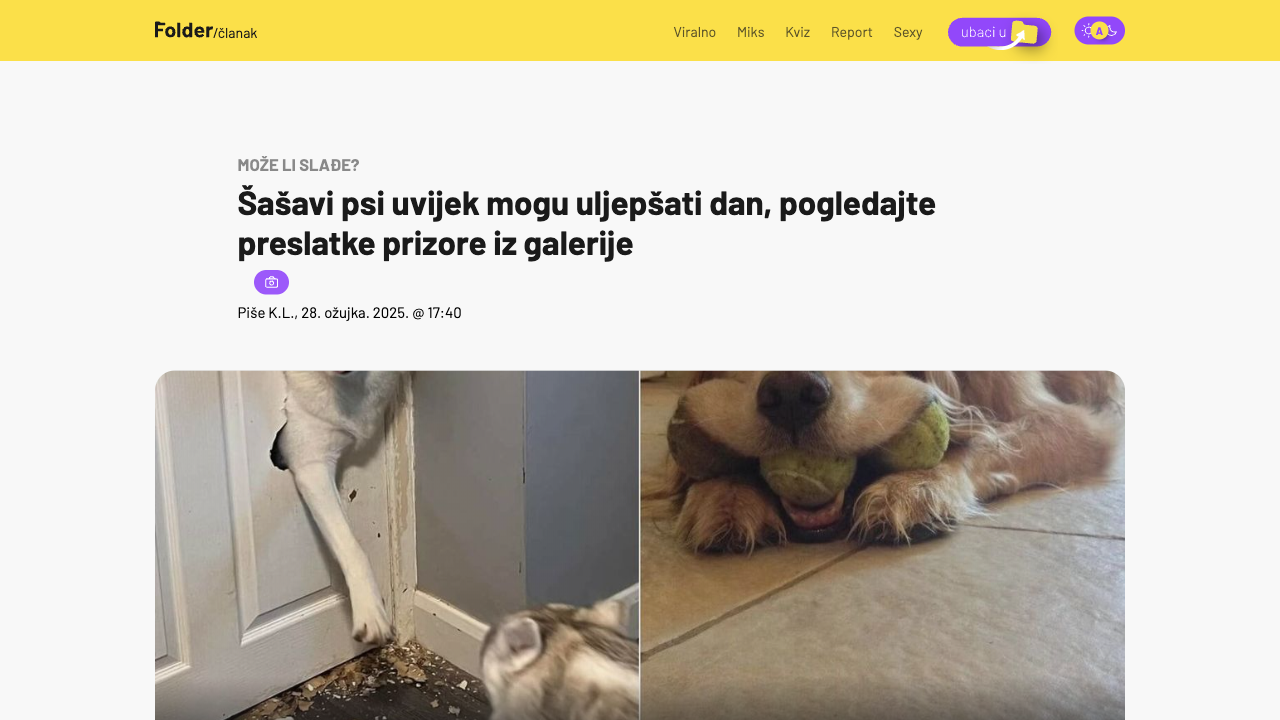 Folder/članak
Viralno
Miks
Kviz
Report
Sexy
ubaci u
A
MOŽE LI SLAĐE?
Šašavi psi uvijek mogu uljepšati dan, pogledajte
preslatke prizore iz galerije
Piše K.L., 28. ožujka. 2025. @ 17:40